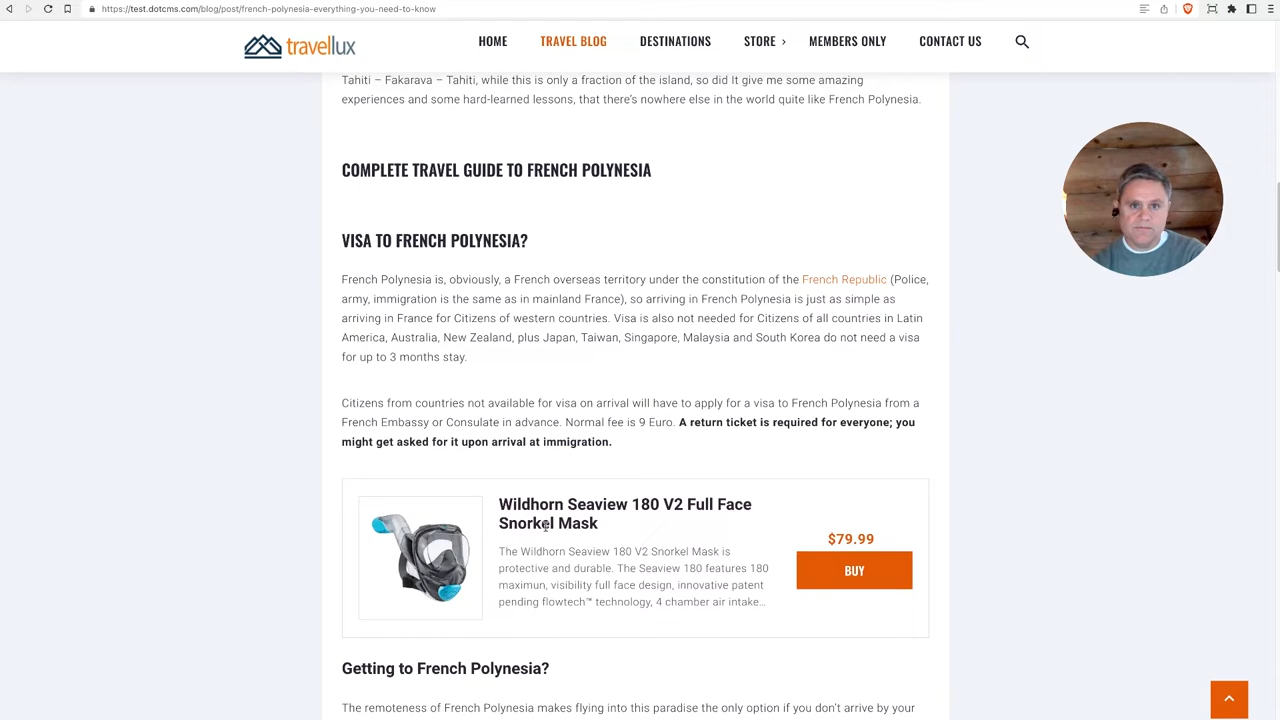 https://test.dotcms.com/blog/post/french-polynesia-everything-you-need-to-know
travellux
HOME
TRAVEL BLOG
DESTINATIONS
STORE
MEMBERS ONLY
CONTACT US
Tahiti – Fakarava – Tahiti, while this is only a fraction of the island, so did It give me some amazing
experiences and some hard-learned lessons, that there's nowhere else in the world quite like French Polynesia.
COMPLETE TRAVEL GUIDE TO FRENCH POLYNESIA
VISA TO FRENCH POLYNESIA?
French Polynesia is, obviously, a French overseas territory under the constitution of the French Republic (Police,
army, immigration is the same as in mainland France), so arriving in French Polynesia is just as simple as
arriving in France for Citizens of western countries. Visa is also not needed for Citizens of all countries in Latin
America, Australia, New Zealand, plus Japan, Taiwan, Singapore, Malaysia and South Korea do not need a visa
for up to 3 months stay.
Citizens from countries not available for visa on arrival will have to apply for a visa to French Polynesia from a
French Embassy or Consulate in advance. Normal fee is 9 Euro. A return ticket is required for everyone; you
might get asked for it upon arrival at immigration.
Wildhorn Seaview 180 V2 Full Face
Snorkel Mask
The Wildhorn Seaview 180 V2 Snorkel Mask is
protective and durable. The Seaview 180 features 180
maximun, visibility full face design, innovative patent
pending flowtech™ technology, 4 chamber air intake...
$79.99
BUY
Getting to French Polynesia?
The remoteness of French Polynesia makes flying into this paradise the only option if you don't arrive by your